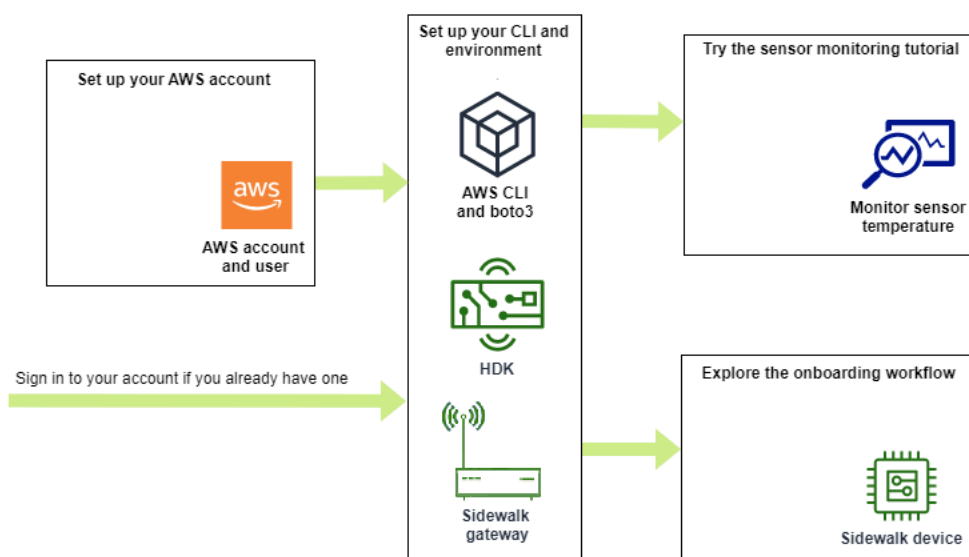 Set up your AWS account
aws
AWS account
and user
Sign in to your account if you already have one
Set up your CLI and
environment
AWS CLI
and boto3
HDK
Sidewalk
gateway
Try the sensor monitoring tutorial
Monitor sensor
temperature
Explore the onboarding workflow
Sidewalk device